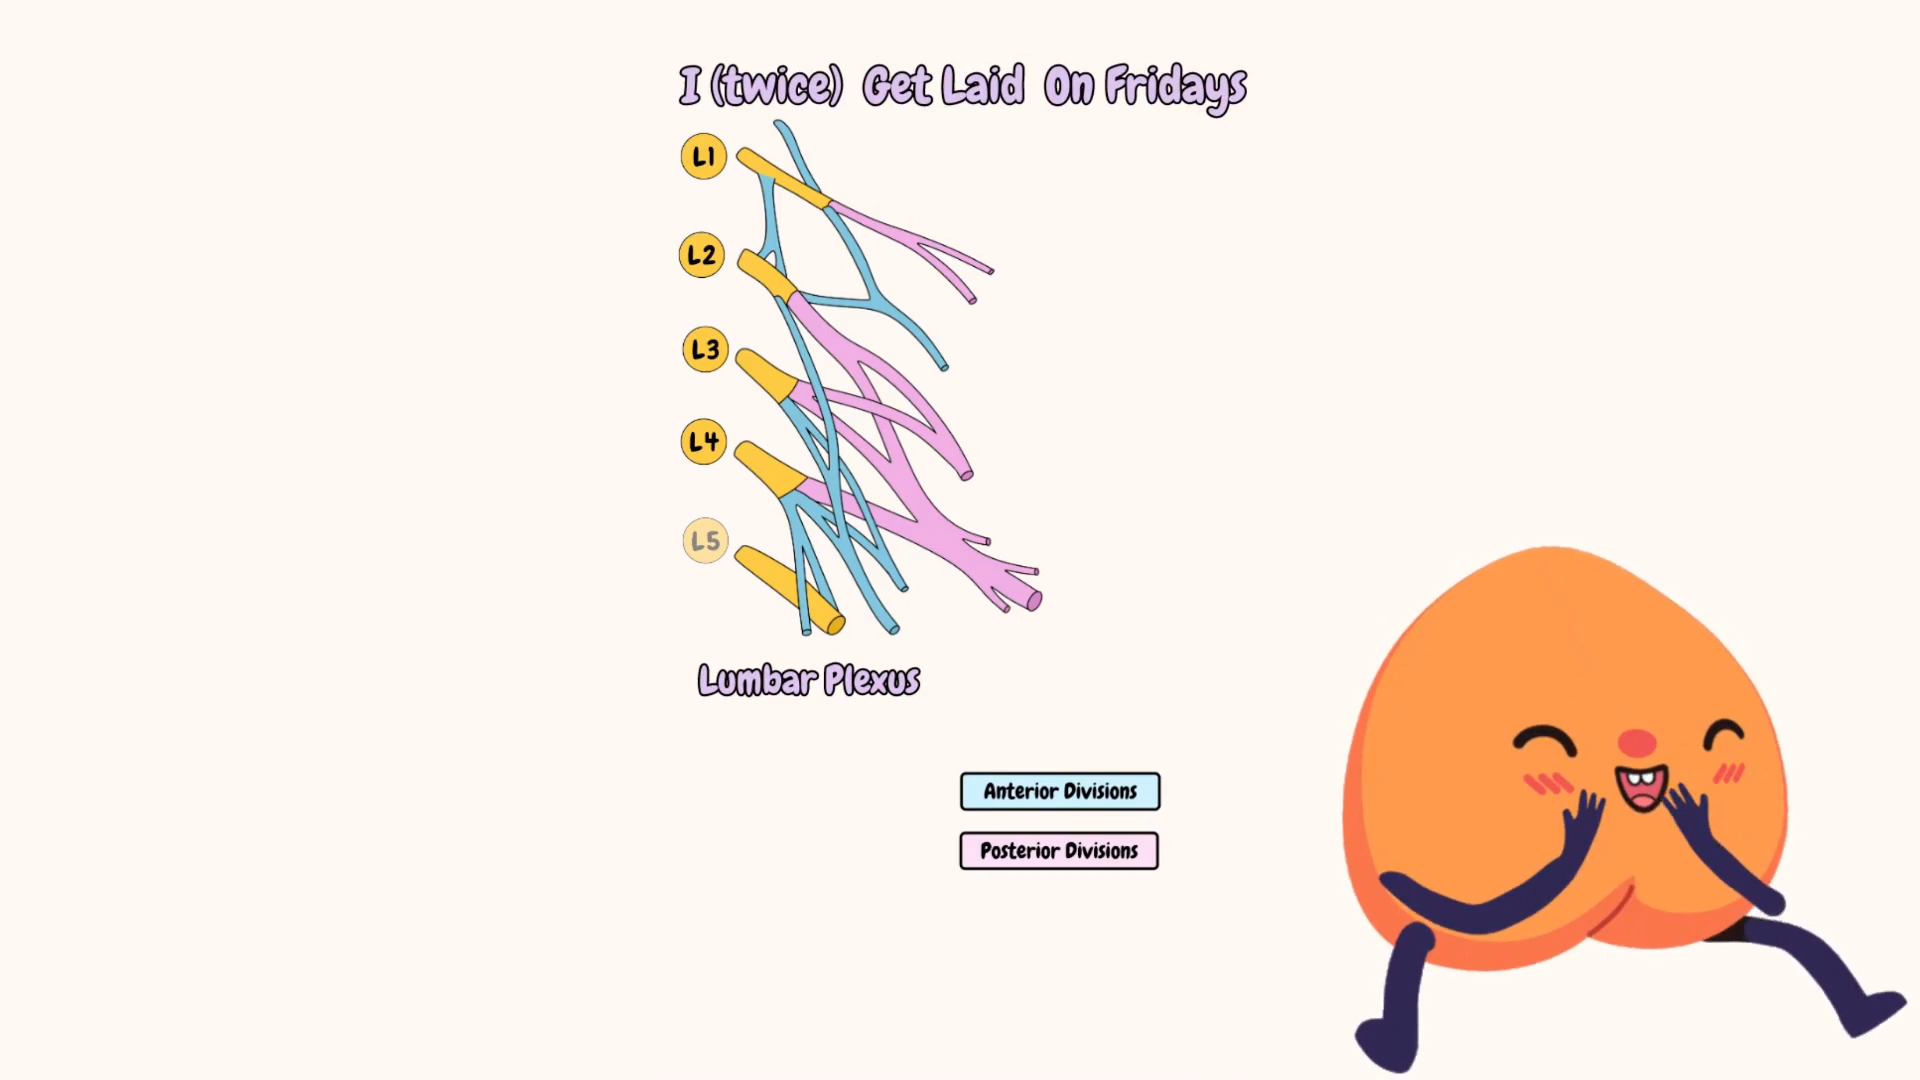 I (twice) Get Laid On Fridays
L1
L2
L3
L4
L5
Lumbar Plexus
Anterior Divisions
Posterior Divisions